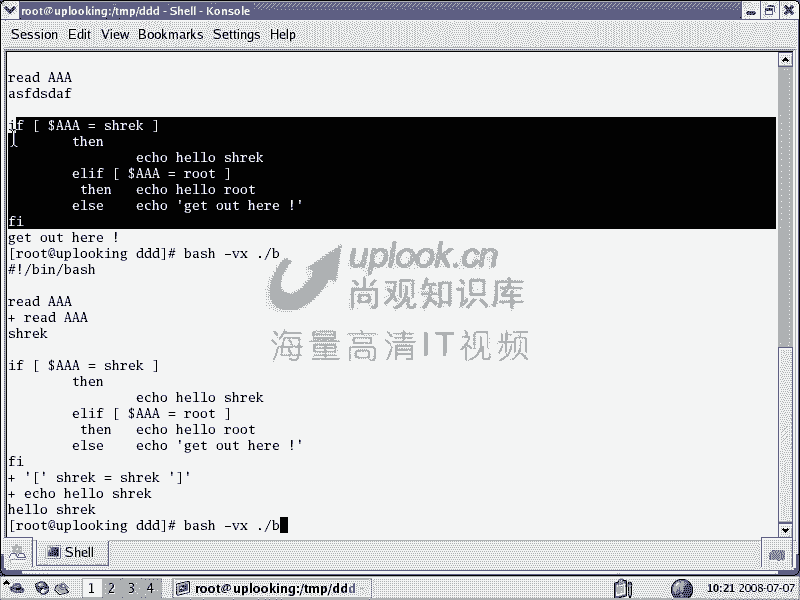 root@uplooking:/tmp/ddd - Shell - Konsole
Session Edit View Bookmarks Settings Help
read AAA
asfdsdaf
if [ $AAA = shrek ]
then
echo hello shrek
elif [ $AAA = root ]
then echo hello root
else echo 'get out here !'
fi
get out here !
[root@uplooking ddd]# bash -vx ./b
#!/bin/bash
read AAA
+ read AAA
shrek
if [ $AAA = shrek ]
then
echo hello shrek
elif [ $AAA = root ]
then echo hello root
else echo 'get out here !'
fi
+ '[' shrek = shrek ']'
+ echo hello shrek
hello shrek
[root@uplooking ddd]# bash -vx ./b
uplook.cn
尚观知识库
海量高清IT视频
Shell
1 2 3 4 root@uplooking:/tmp/ddd 10:21 2008-07-07